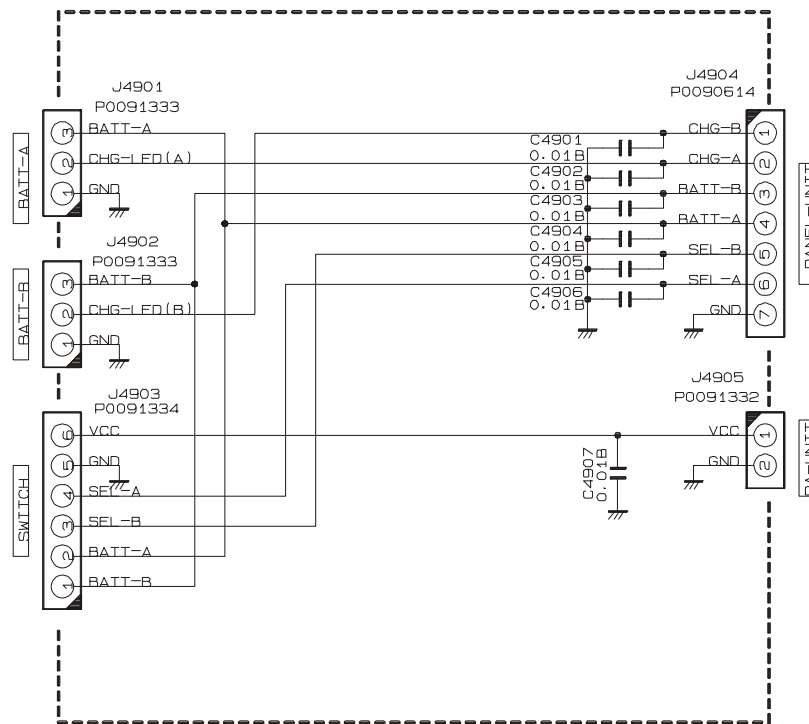 J4901
P0091333
BATT-A
3 BATT-A
2 CHG-LED(A)
1 GND
J4902
P0091333
BATT-B
3 BATT-B
2 CHG-LED(B)
1 GND
J4903
P0091334
SWITCH
6 VCC
5 GND
4 SEL-A
3 SEL-B
2 BATT-A
1 BATT-B
C4901
0.01B
C4902
0.01B
C4903
0.01B
C4904
0.01B
C4905
0.01B
C4906
0.01B
C4907
0.01B
J4904
P0090614
CHG-B 1
CHG-A 2
BATT-B 3
BATT-A 4
SEL-B 5
SEL-A 6
GND 7
PANEL-UNIT
J4905
P0091332
VCC 1
GND 2